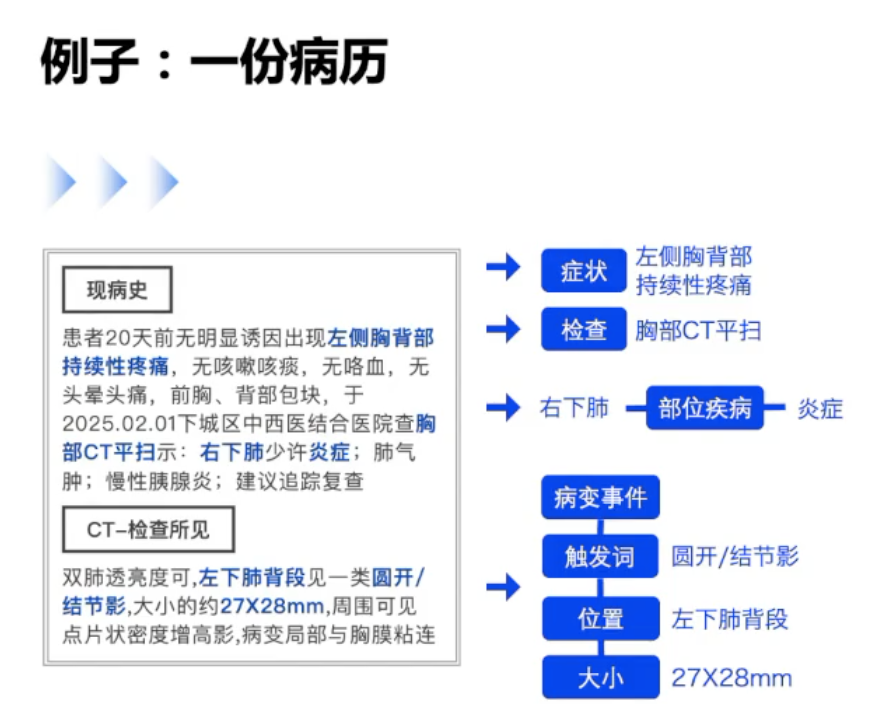 例子：一份病历
现病史
患者20天前无明显诱因出现左侧胸背部
持续性疼痛，无咳嗽咳痰，无咯血，无
头晕头痛，前胸、背部包块，于
2025.02.01下城区中西医结合医院查胸
部CT平扫示：右下肺少许炎症；肺气
肿；慢性胰腺炎；建议追踪复查
CT-检查所见
双肺透亮度可,左下肺背段见一类圆开/
结节影,大小的约27X28mm,周围可见
点片状密度增高影,病变局部与胸膜粘连
症状
左侧胸背部
持续性疼痛
检查
胸部CT平扫
右下肺
部位疾病
炎症
病变事件
触发词
圆开/结节影
位置
左下肺背段
大小
27X28mm